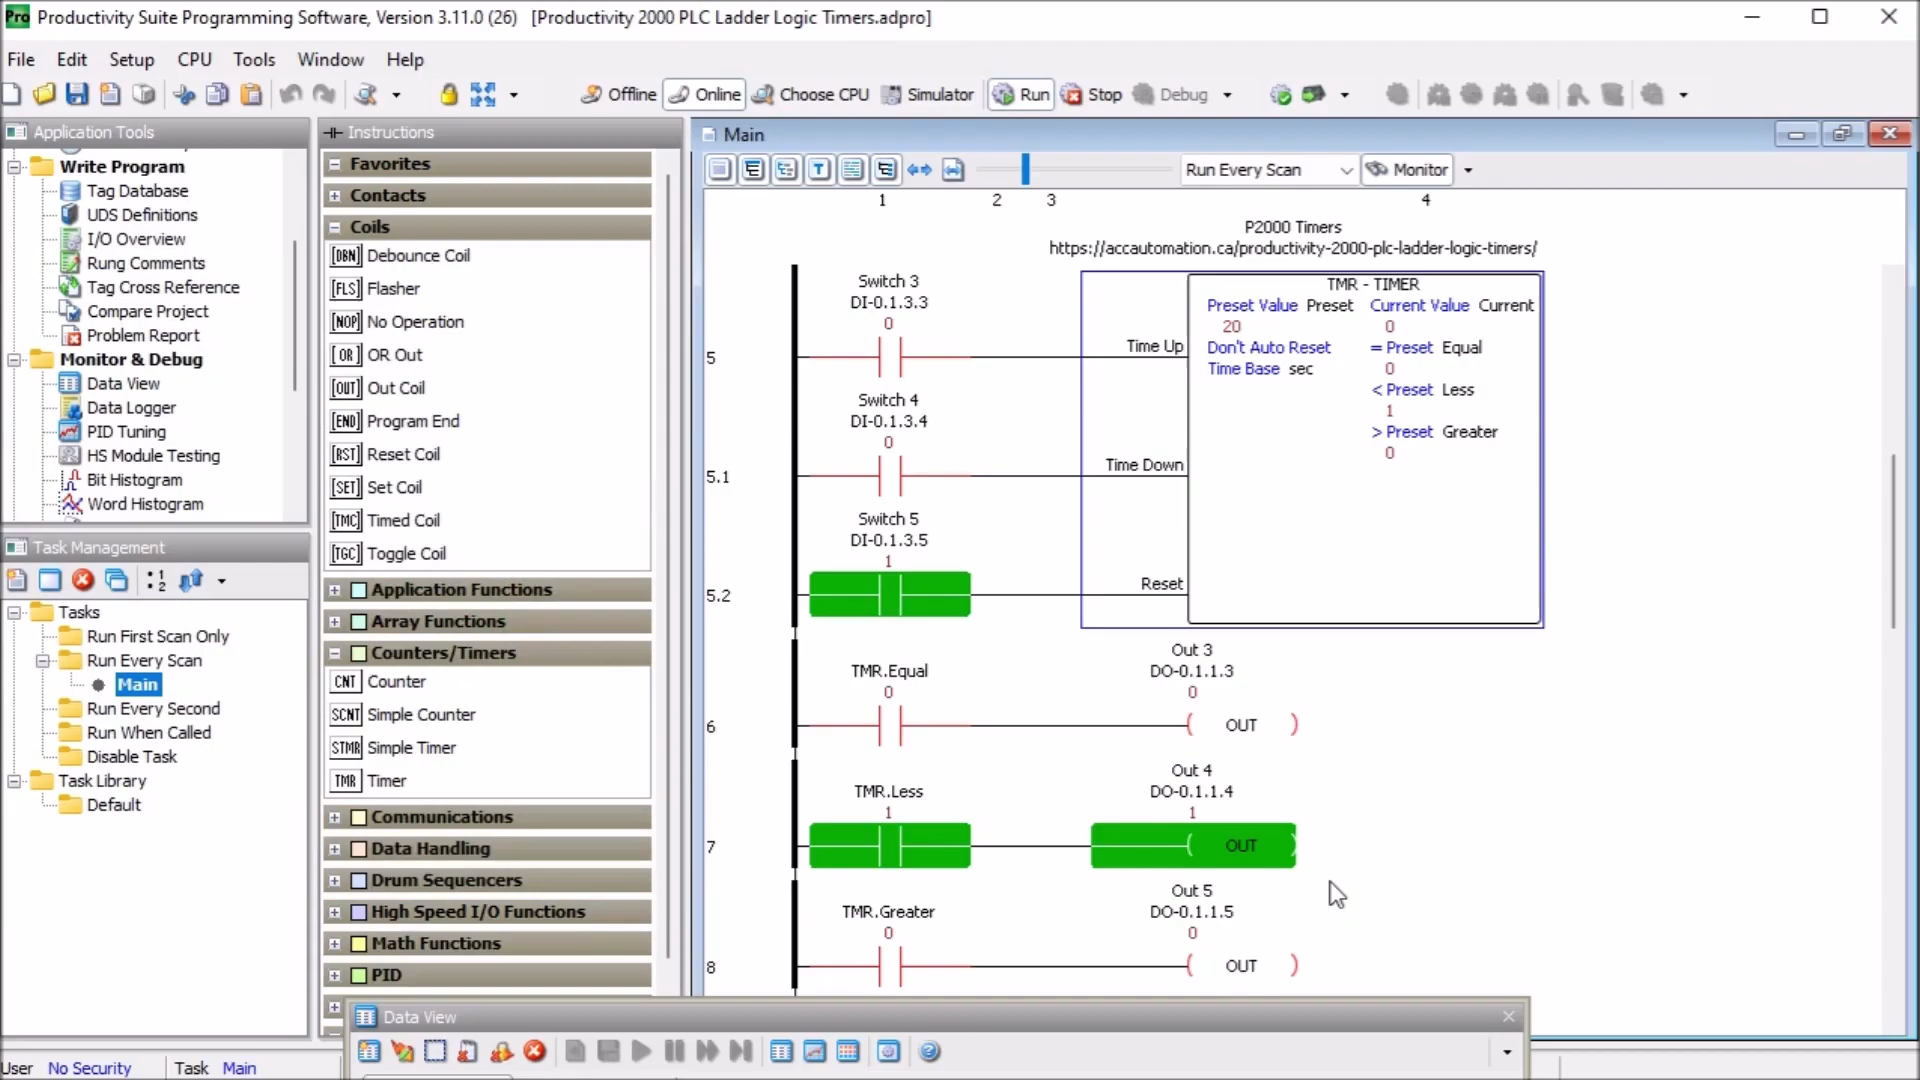 Pro Productivity Suite Programming Software, Version 3.11.0 (26) [Productivity 2000 PLC Ladder Logic Timers.adpro]
File Edit Setup CPU Tools Window Help
Offline Online Choose CPU Simulator Run Stop Debug
Application Tools
Write Program
Tag Database
UDS Definitions
I/O Overview
Rung Comments
Tag Cross Reference
Compare Project
Problem Report
Monitor & Debug
Data View
Data Logger
PID Tuning
HS Module Testing
Bit Histogram
Word Histogram
Task Management
Tasks
Run First Scan Only
Run Every Scan
Main
Run Every Second
Run When Called
Disable Task
Task Library
Default
Instructions
Favorites
Contacts
Coils
[DBN] Debounce Coil
[FLS] Flasher
[NOP] No Operation
[OR] OR Out
[OUT] Out Coil
[END] Program End
[RST] Reset Coil
[SET] Set Coil
[TMC] Timed Coil
[TGC] Toggle Coil
Application Functions
Array Functions
Counters/Timers
CNT Counter
SCNT Simple Counter
STMR Simple Timer
TMR Timer
Communications
Data Handling
Drum Sequencers
High Speed I/O Functions
Math Functions
PID
Main
Run Every Scan Monitor
1 2 3 4
P2000 Timers
https://accautomation.ca/productivity-2000-plc-ladder-logic-timers/
Switch 3
DI-0.1.3.3
0
5
Time Up
TMR - TIMER
Preset Value Preset Current Value Current
20 0
Don't Auto Reset = Preset Equal
0
Time Base sec
< Preset Less
1
> Preset Greater
0
Switch 4
DI-0.1.3.4
0
5.1
Time Down
Switch 5
DI-0.1.3.5
1
5.2
Reset
Out 3
TMR.Equal DO-0.1.1.3
0 0
6 OUT
Out 4
TMR.Less DO-0.1.1.4
1 1
7 OUT
Out 5
TMR.Greater DO-0.1.1.5
0 0
8 OUT
Data View
User No Security Task Main